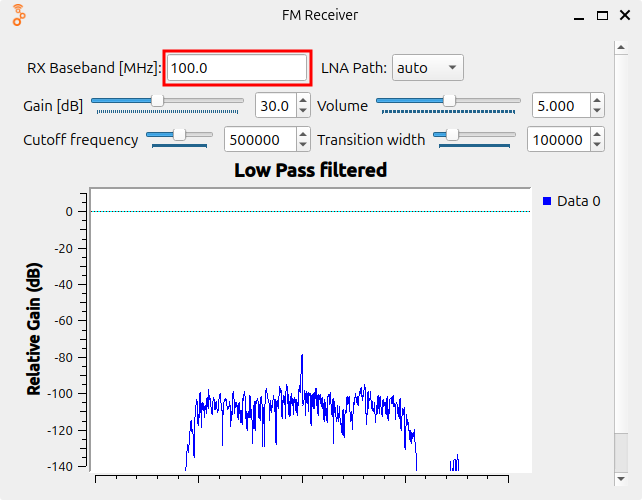 FM Receiver
RX Baseband [MHz]: 100.0 LNA Path: auto
Gain [dB] 30.0 Volume 5.000
Cutoff frequency 500000 Transition width 100000
Low Pass filtered
Data 0
Relative Gain (dB)
0
-20
-40
-60
-80
-100
-120
-140